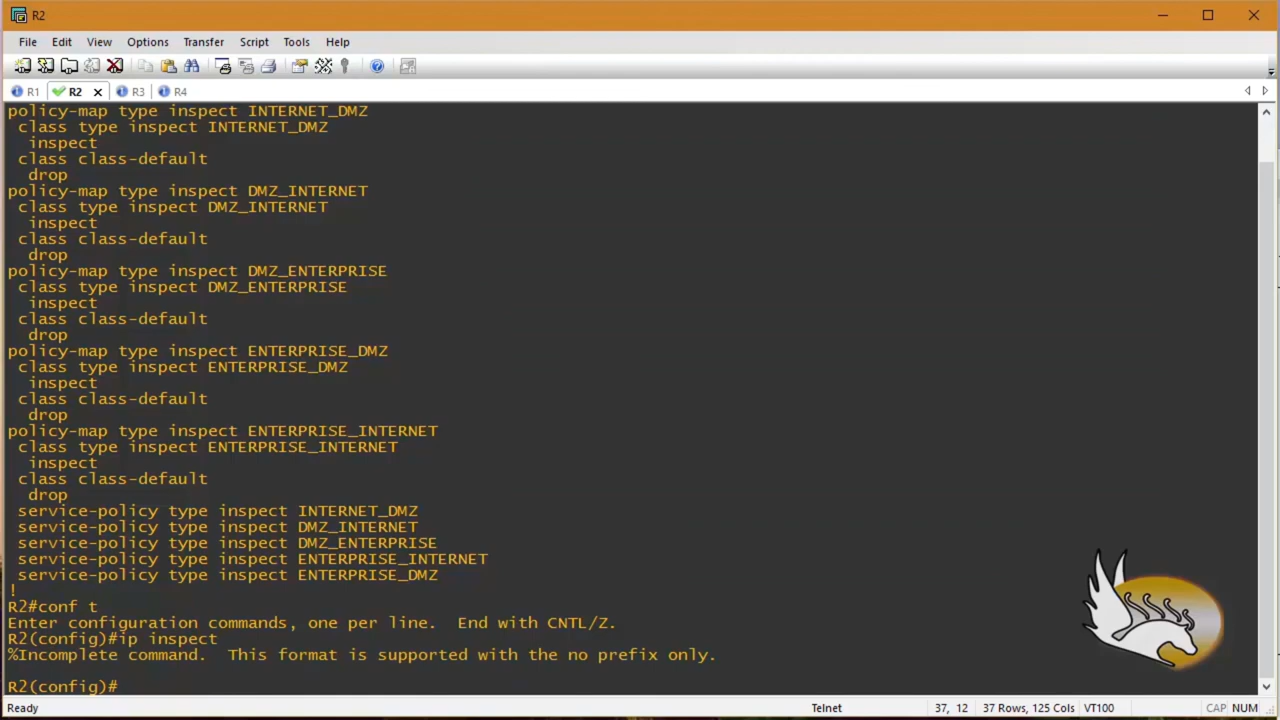 R2
File Edit View Options Transfer Script Tools Help
R1 R2 R3 R4
policy-map type inspect INTERNET_DMZ
 class type inspect INTERNET_DMZ
  inspect
 class class-default
  drop
policy-map type inspect DMZ_INTERNET
 class type inspect DMZ_INTERNET
  inspect
 class class-default
  drop
policy-map type inspect DMZ_ENTERPRISE
 class type inspect DMZ_ENTERPRISE
  inspect
 class class-default
  drop
policy-map type inspect ENTERPRISE_DMZ
 class type inspect ENTERPRISE_DMZ
  inspect
 class class-default
  drop
policy-map type inspect ENTERPRISE_INTERNET
 class type inspect ENTERPRISE_INTERNET
  inspect
 class class-default
  drop
 service-policy type inspect INTERNET_DMZ
 service-policy type inspect DMZ_INTERNET
 service-policy type inspect DMZ_ENTERPRISE
 service-policy type inspect ENTERPRISE_INTERNET
 service-policy type inspect ENTERPRISE_DMZ
!
R2#conf t
Enter configuration commands, one per line.  End with CNTL/Z.
R2(config)#ip inspect
%Incomplete command.  This format is supported with the no prefix only.
R2(config)#
Ready Telnet 37, 12 37 Rows, 125 Cols VT100 CAP NUM